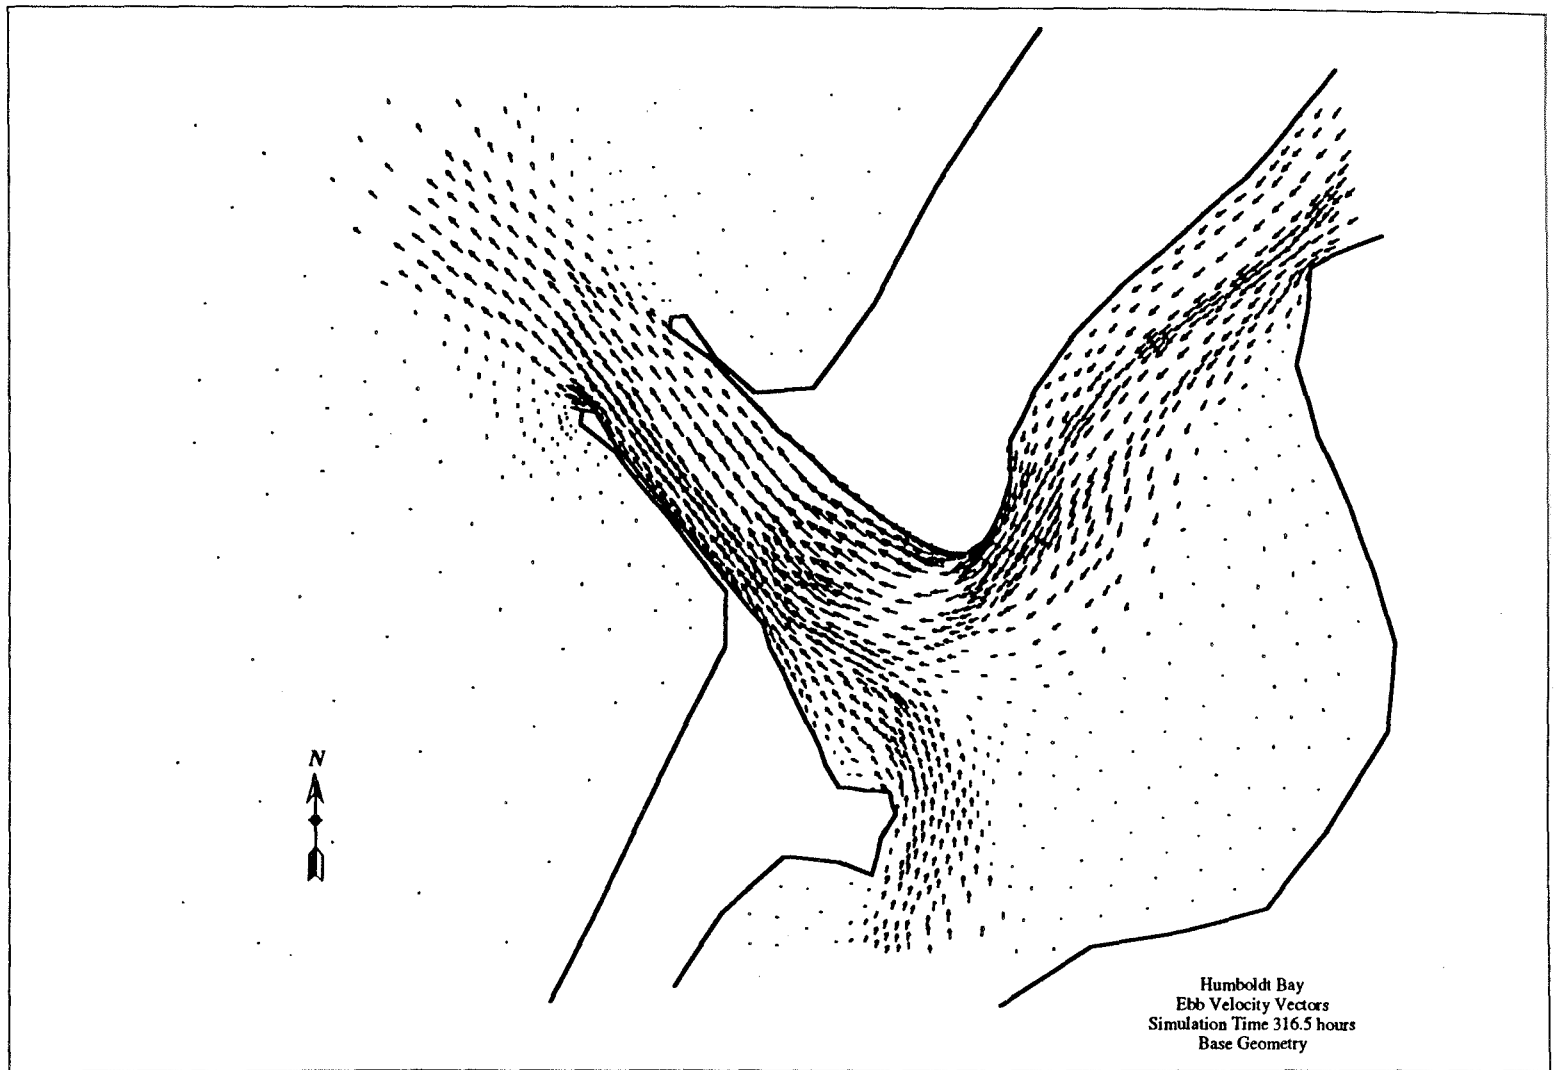 N
Humboldt Bay
Ebb Velocity Vectors
Simulation Time 316.5 hours
Base Geometry